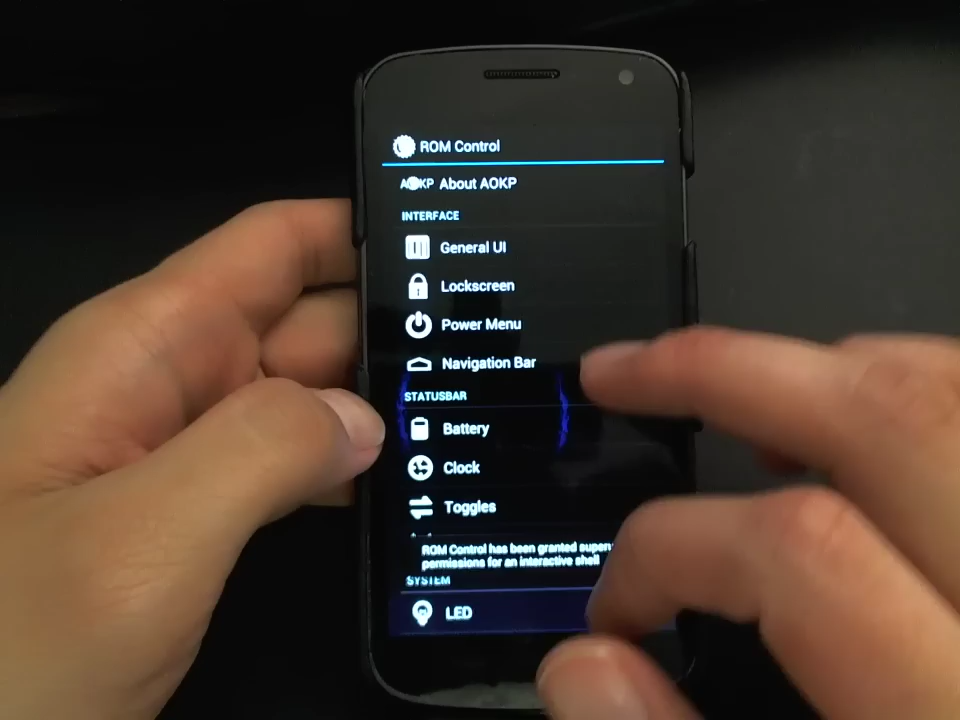 ROM Control
AOKP About AOKP
INTERFACE
General UI
Lockscreen
Power Menu
Navigation Bar
STATUSBAR
Battery
Clock
Toggles
ROM Control has been granted
permissions for an interactive shell
SYSTEM
LED